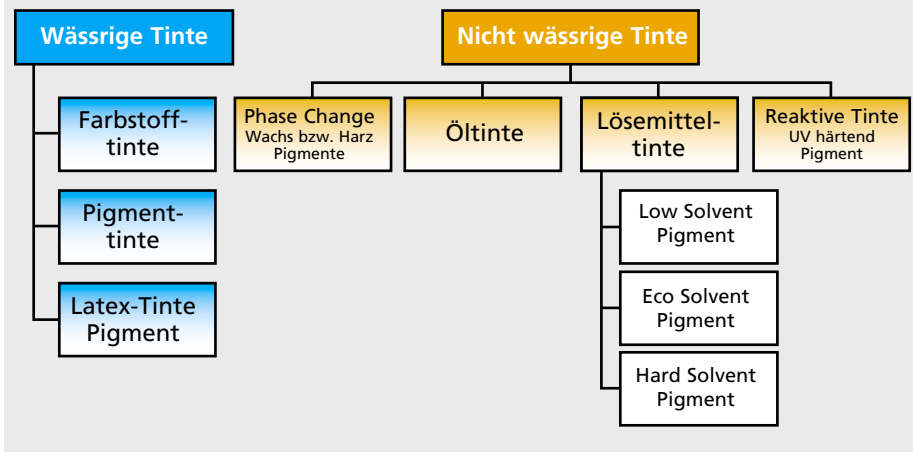 Wässrige Tinte
Farbstoff-
tinte
Pigment-
tinte
Latex-Tinte
Pigment
Nicht wässrige Tinte
Phase Change
Wachs bzw. Harz
Pigmente
Öltinte
Lösemittel-
tinte
Low Solvent
Pigment
Eco Solvent
Pigment
Hard Solvent
Pigment
Reaktive Tinte
UV härtend
Pigment